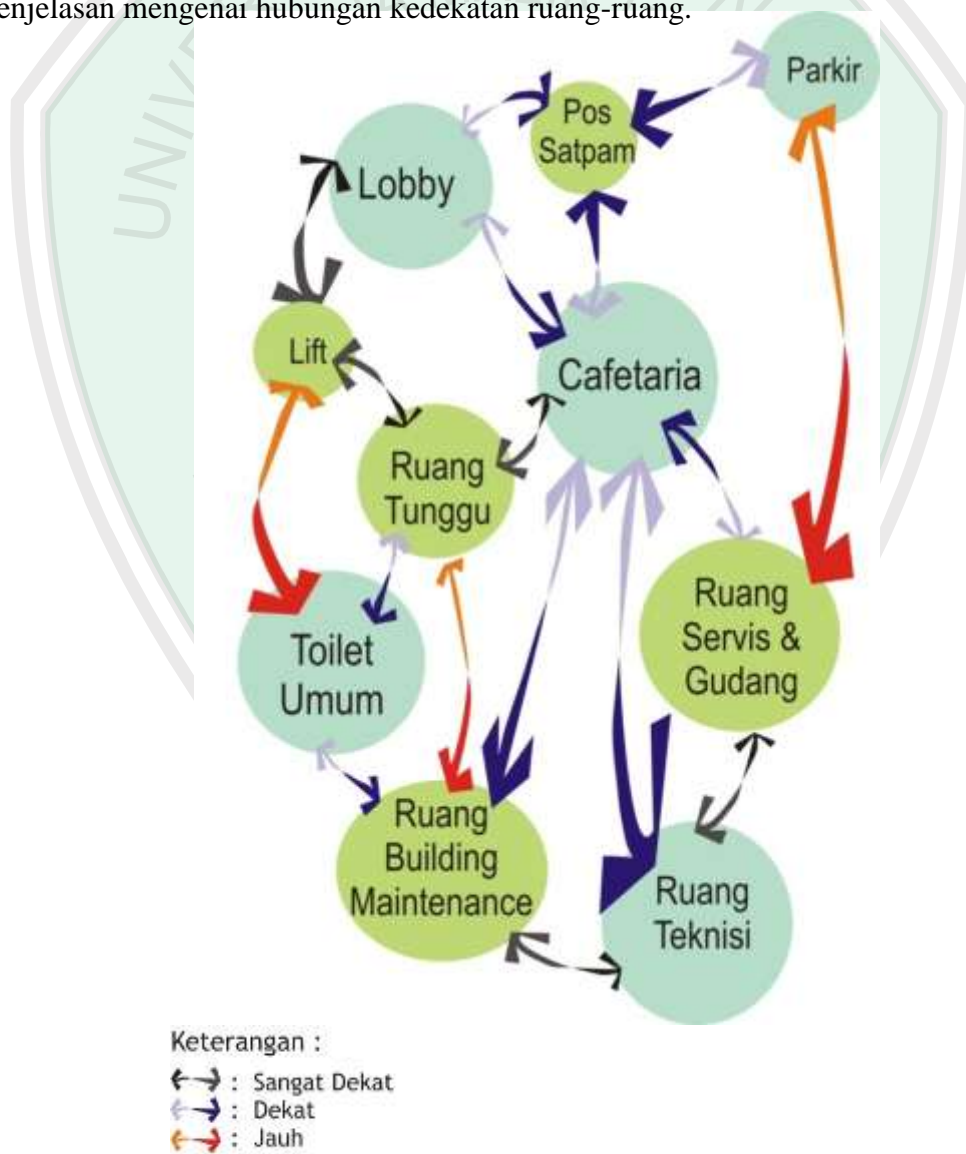 enjelasan mengenai hubungan kedekatan ruang-ruang.
UNIV
Parkir
Pos
Satpam
Lobby
Lift
Cafetaria
Ruang
Tunggu
Ruang
Servis &
Gudang
Toilet
Umum
Ruang
Building
Maintenance
Ruang
Teknisi
Keterangan :
: Sangat Dekat
: Dekat
: Jauh